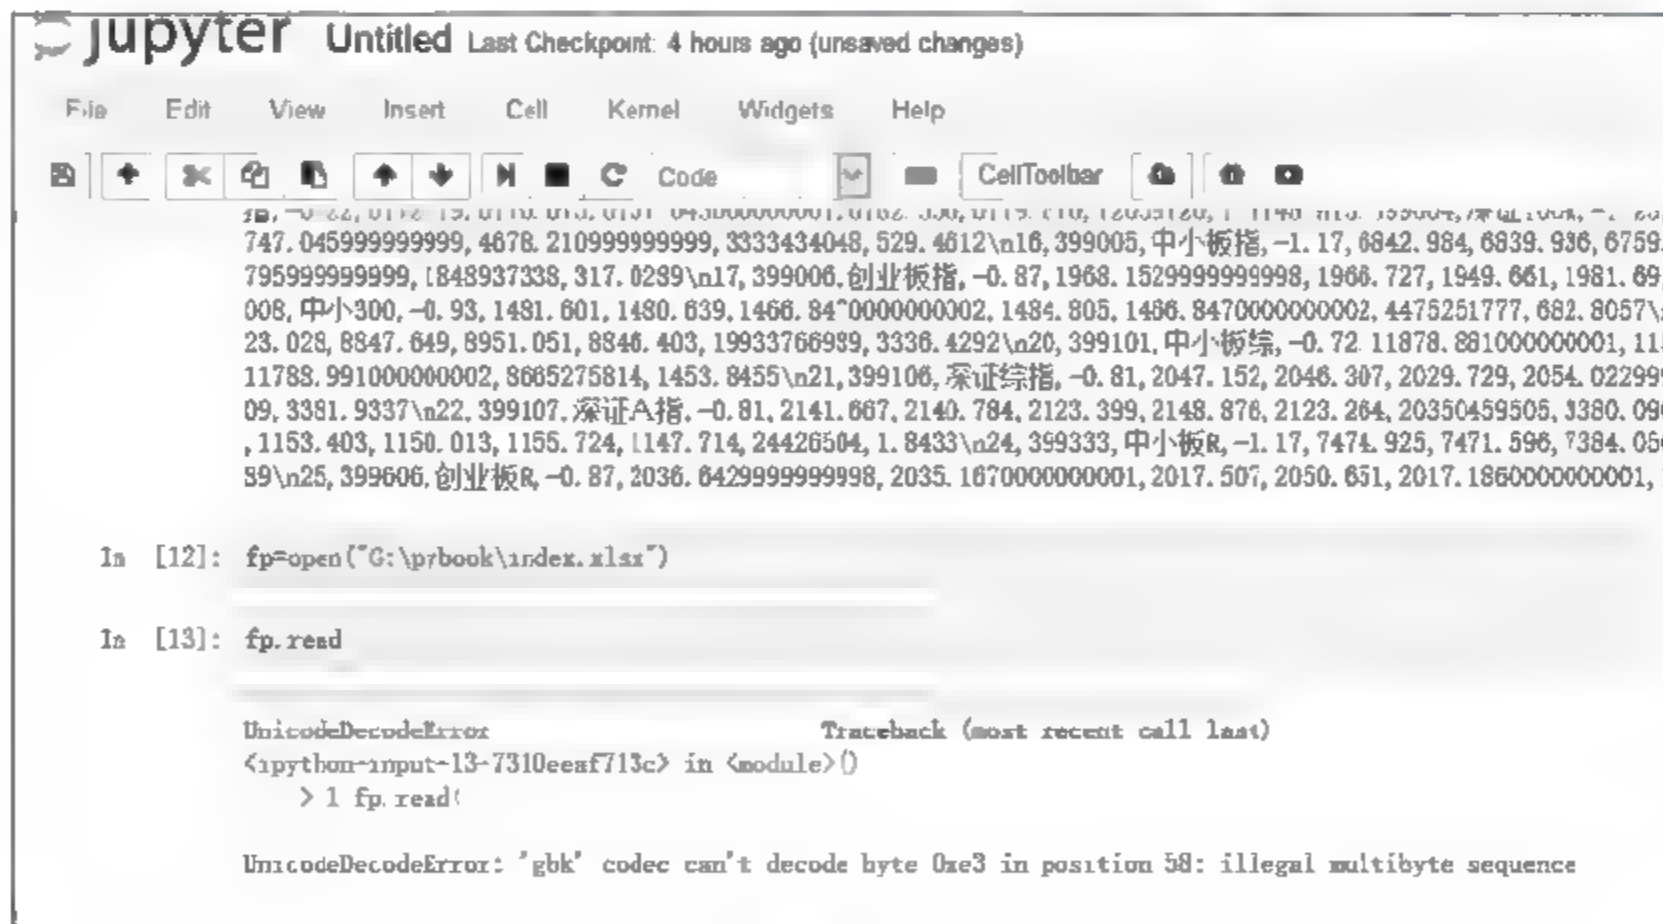 jupyter Untitled Last Checkpoint: 4 hours ago (unsaved changes)
File Edit View Insert Cell Kernel Widgets Help
Code CellToolbar
747.045999999999, 4678.210999999999, 3333434048, 529.4612\n16, 399005, 中小板指, -1.17, 6842.984, 6839.936, 6759.
795999999999, 1848937338, 317.0289\n17, 399006, 创业板指, -0.87, 1968.1529999999998, 1966.727, 1949.661, 1981.69,
008, 中小300, -0.93, 1481.601, 1480.639, 1484.805, 4475251777, 682.8057\
23.028, 8847.649, 8951.051, 8846.403, 19933766989, 3336.4292\n20, 399101, 中小板综, -0.72 11878.881000000001, 11
11788.991000000002, 8665275814, 1453.8455\n21, 399106, 深证综指, -0.81, 2047.152, 2046.307, 2029.729, 2054.022999
09, 3381.9337\n22, 399107, 深证A指, -0.81, 2141.667, 2140.784, 2123.399, 2148.876, 2123.264, 20350459505, 3380.09
, 1153.403, 1150.013, 1155.724, 1147.714, 24426504, 1.8433\n24, 399333, 中小板R, -1.17, 7474.925, 7471.596, 7384.05
89\n25, 399606, 创业板R, -0.87, 2036.6429999999998, 2035.1670000000001, 2017.507, 2050.651, 2017.1860000000001,
In [12]: fp=open("G:\prbook\index.xlsx")
In [13]: fp.read
UnicodeDecodeError Traceback (most recent call last)
<ipython-input-13-7310eeaf713c> in <module>()
> 1 fp.read(
UnicodeDecodeError: 'gbk' codec can't decode byte 0xe3 in position 58: illegal multibyte sequence